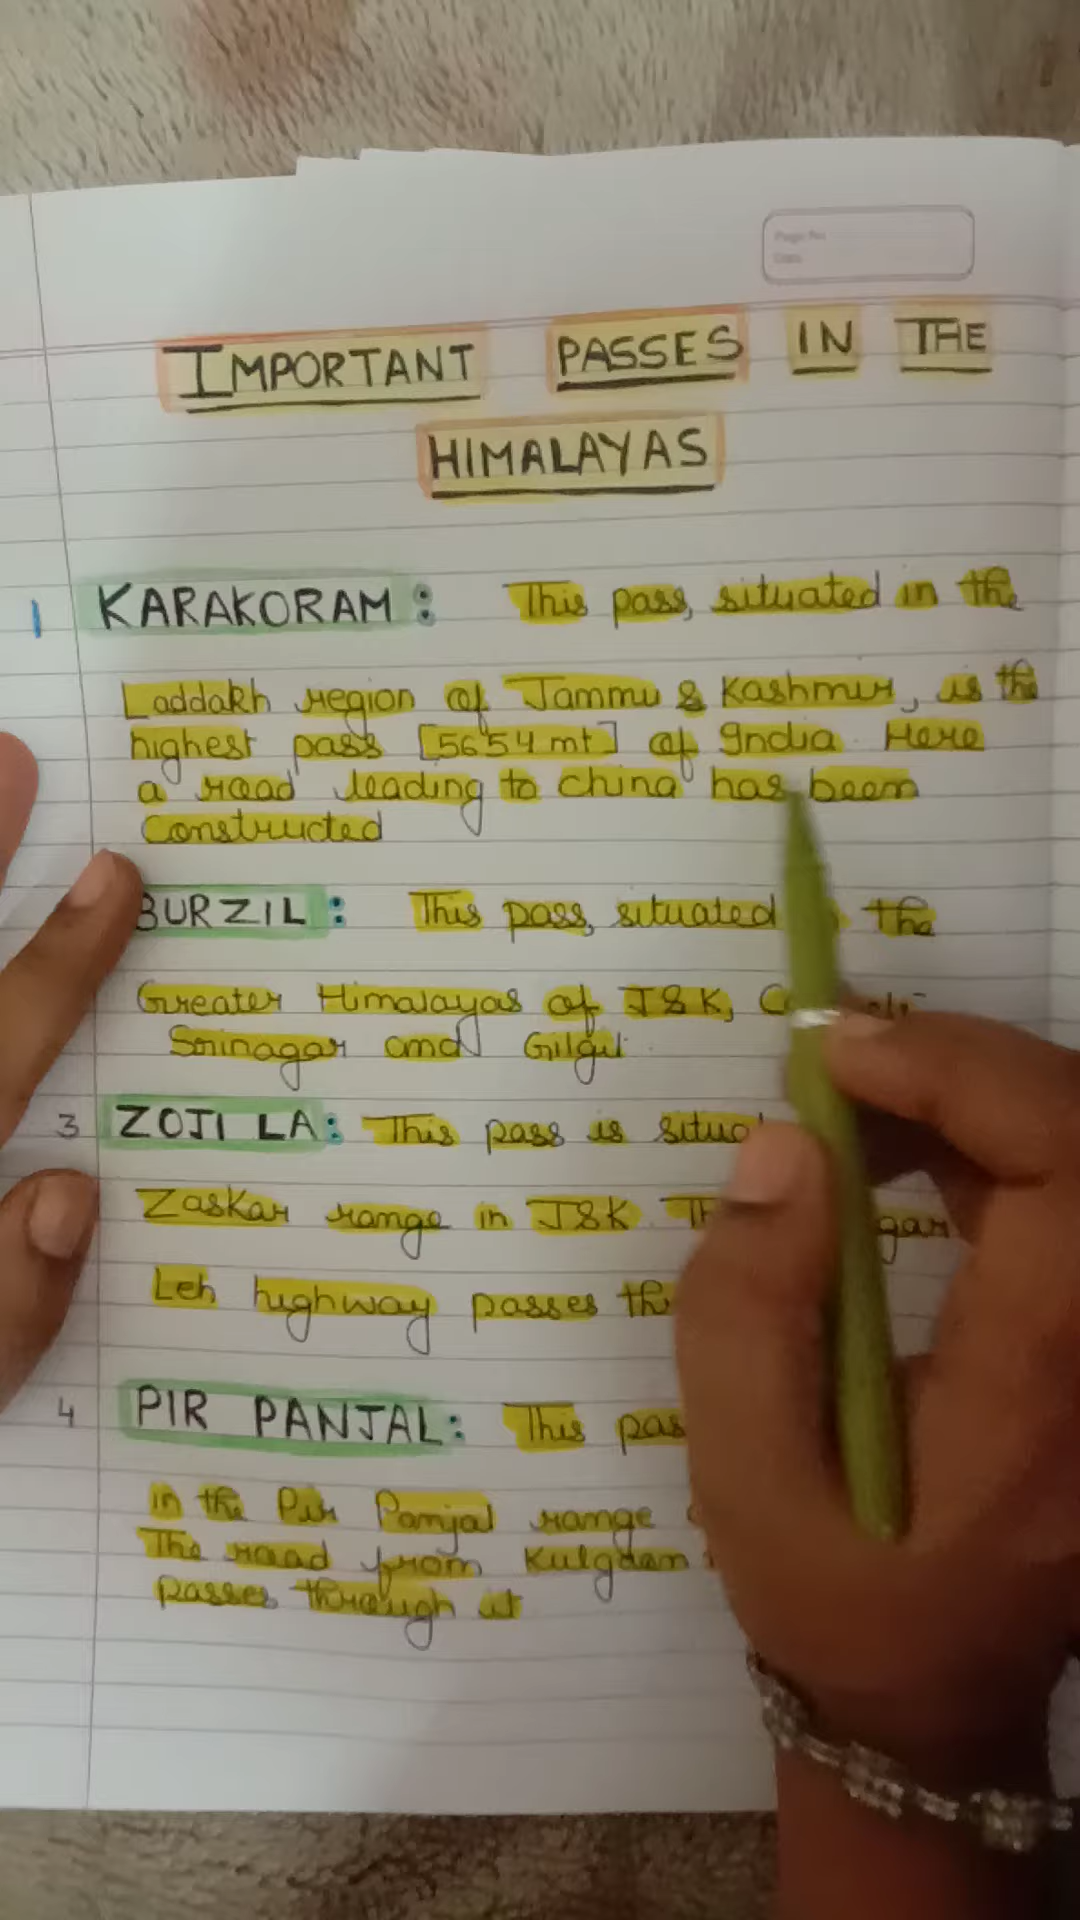 Page No
Date
IMPORTANT PASSES IN THE
HIMALAYAS
1 KARAKORAM : This pass, situated in the
Laddakh region of Jammu & Kashmir, is the
highest pass [5654 mt] of India. Here
a road leading to china has been
Constructed
BURZIL : This pass, situated the
Greater Himalayas of J&K,
Srinagar and Gilgit
3 ZOJI LA : This pass is
Zaskar range in J&K.
Leh highway passes
4 PIR PANJAL : This
in the Pir Panjal range
The road from Kulgam
passes through it